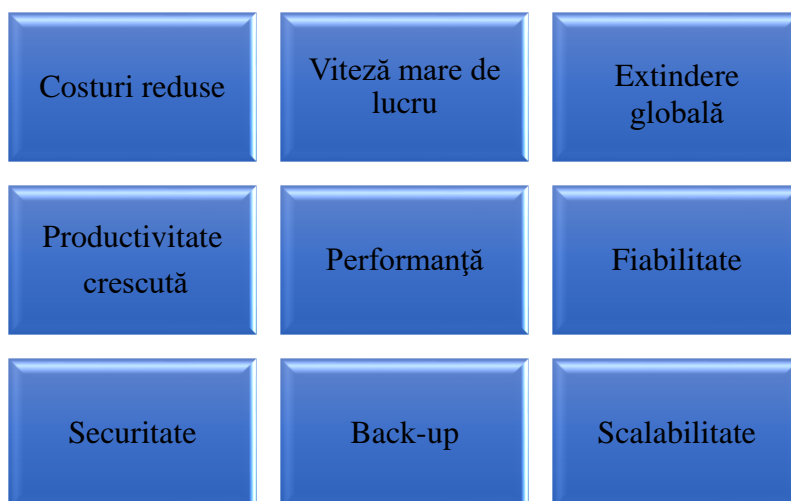 Costuri reduse
Viteză mare de
lucru
Extindere
globală
Productivitate
crescută
Performanţă
Fiabilitate
Securitate
Back-up
Scalabilitate